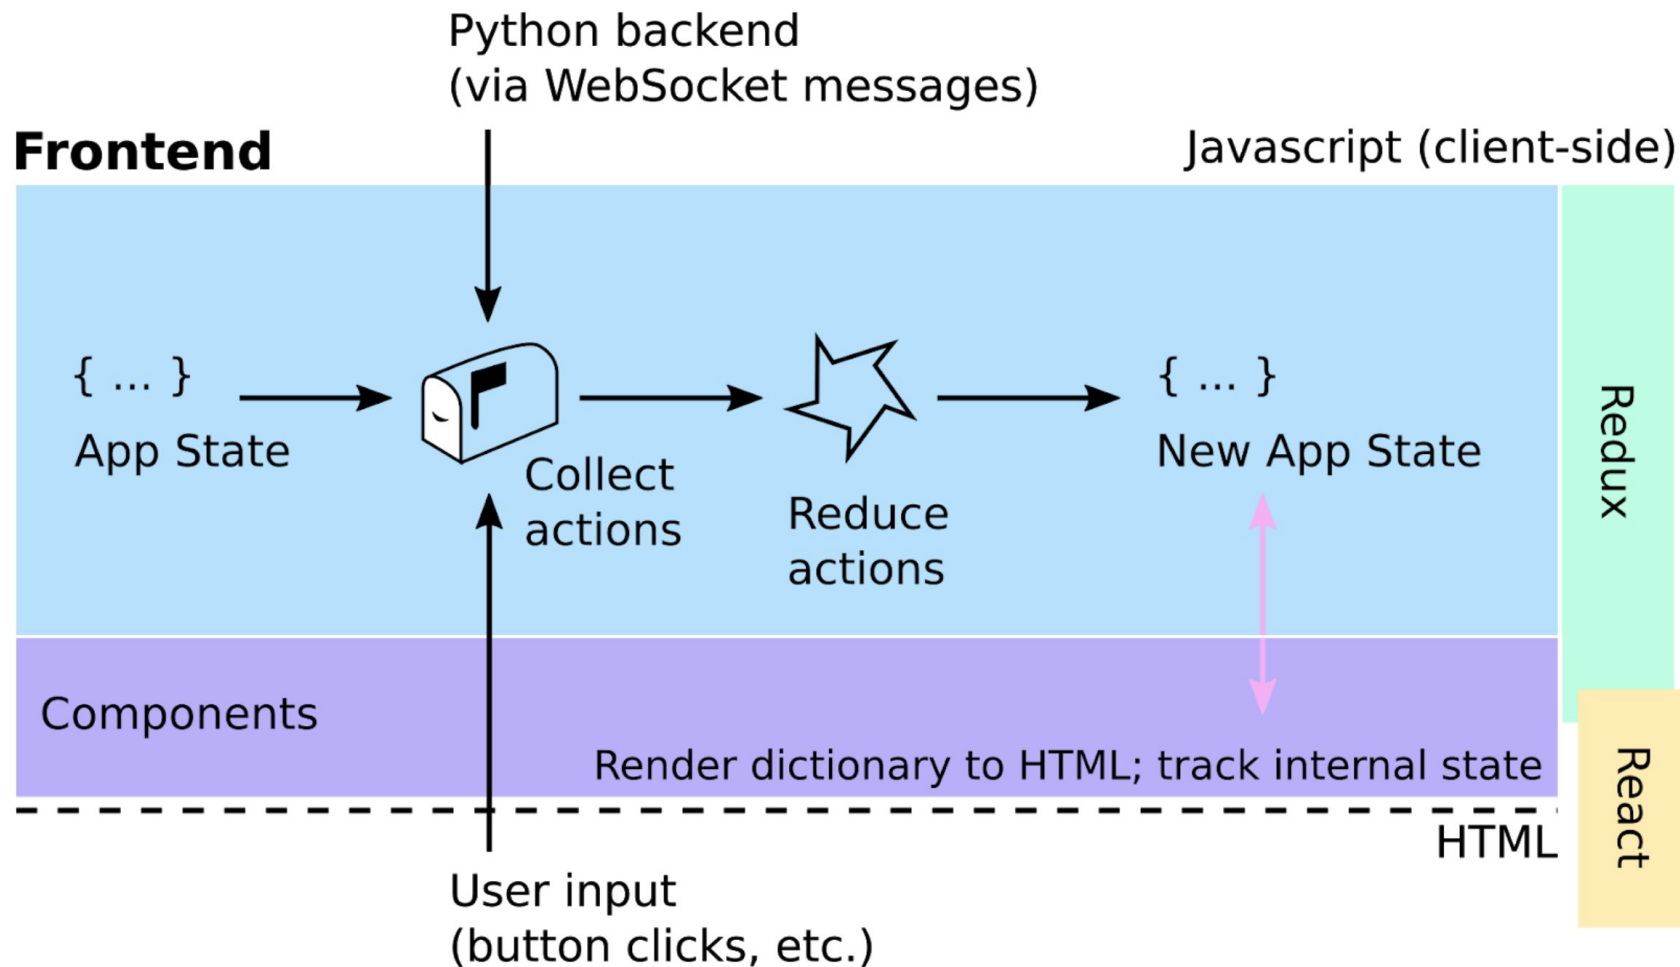 Python backend
(via WebSocket messages)
Frontend
Javascript (client-side)
{ ... }
App State
Collect
actions
Reduce
actions
{ ... }
New App State
Redux
Components
Render dictionary to HTML; track internal state
React
HTML
User input
(button clicks, etc.)